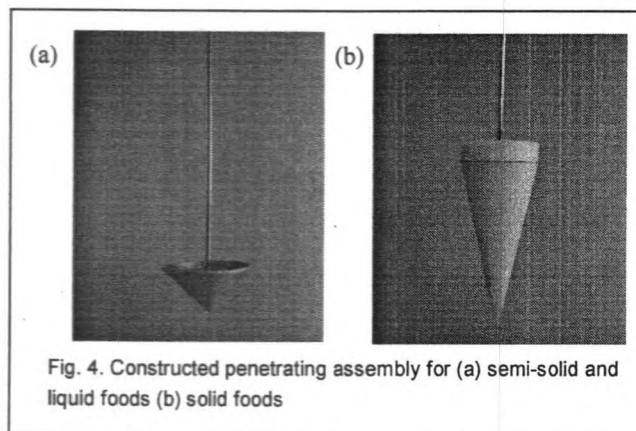 (a) (b)
Fig. 4. Constructed penetrating assembly for (a) semi-solid and
liquid foods (b) solid foods